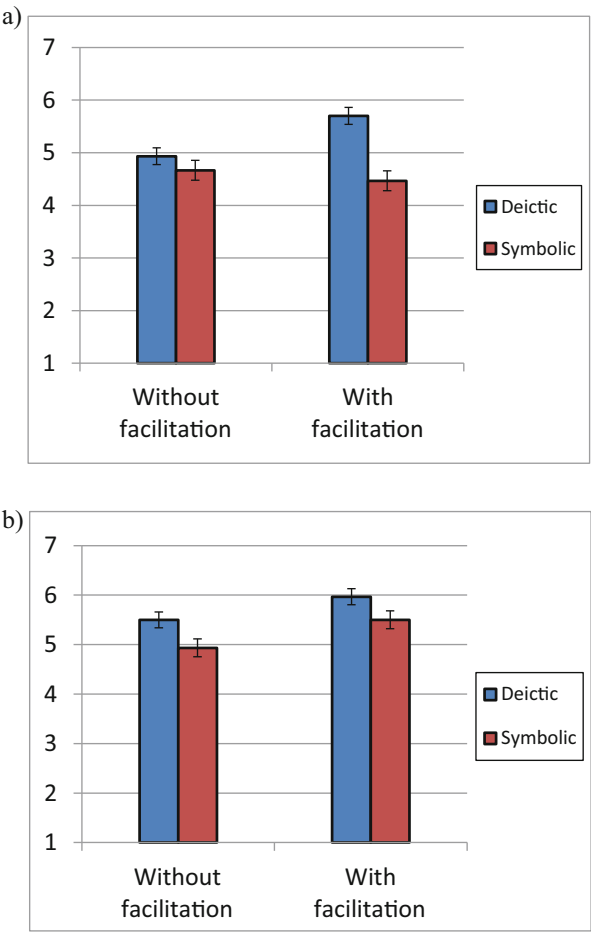 a)
7
6
5
4
3
2
1
Without facilitation
With facilitation
Deictic
Symbolic
b)
7
6
5
4
3
2
1
Without facilitation
With facilitation
Deictic
Symbolic